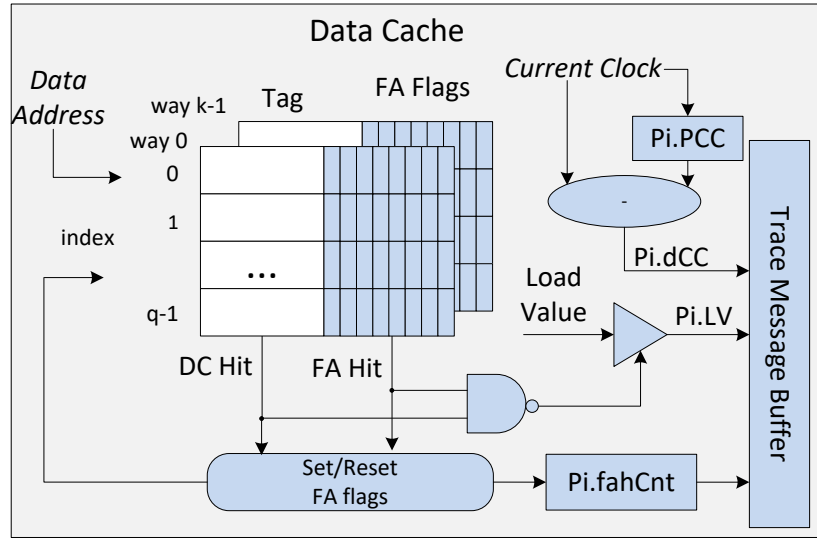 Data Cache
Data
Address
Current Clock
way k-1
Tag
FA Flags
way 0
0
1
...
q-1
index
Pi.PCC
-
Pi.dCC
Load
Value
Pi.LV
DC Hit
FA Hit
Set/Reset
FA flags
Pi.fahCnt
Trace Message Buffer